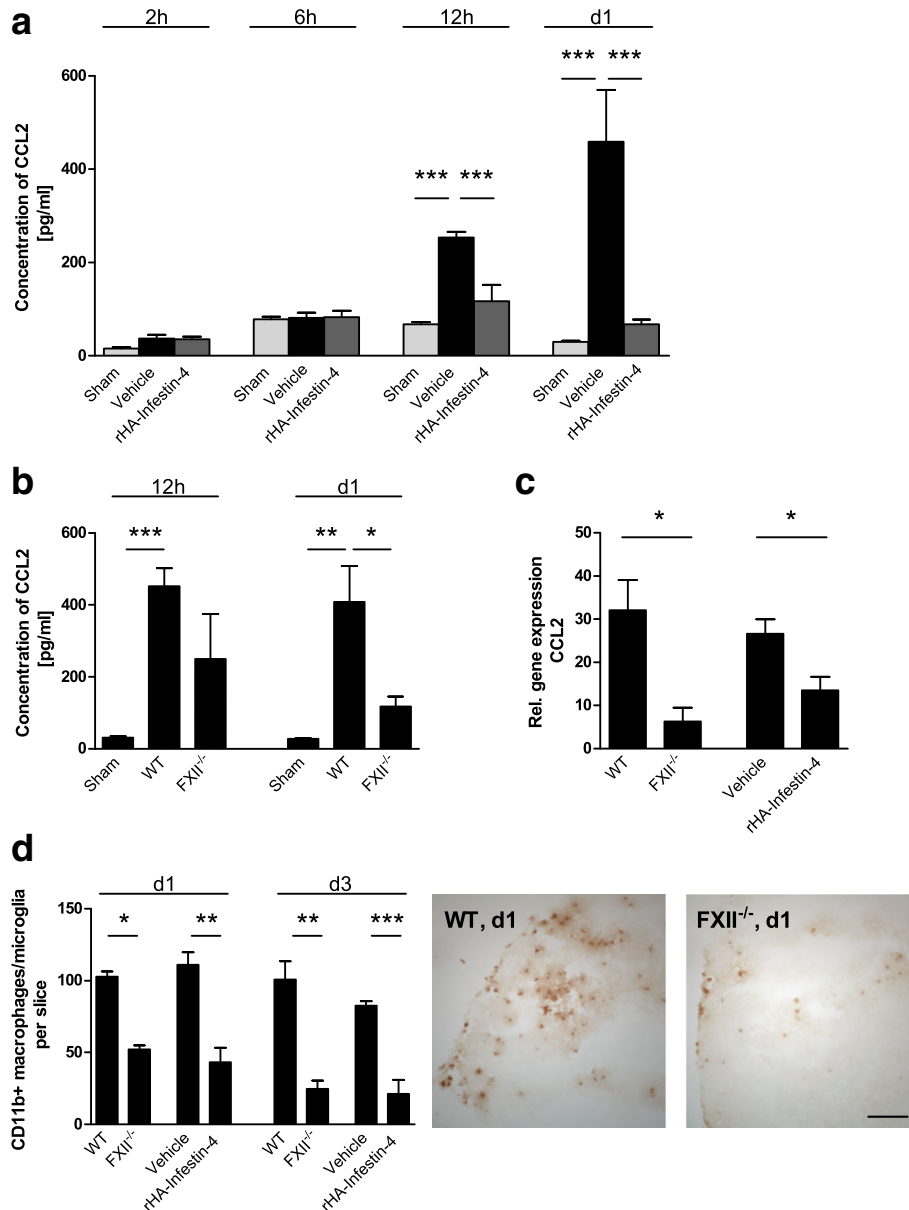 a
2h 6h 12h d1
*** ***
*** ***
Concentration of CCL2
[pg/ml]
600
400
200
0
Sham Vehicle rHA-Infestin-4 Sham Vehicle rHA-Infestin-4 Sham Vehicle rHA-Infestin-4 Sham Vehicle rHA-Infestin-4
b
12h d1
*** ** *
Concentration of CCL2
[pg/ml]
600
400
200
0
Sham WT FXII-/- Sham WT FXII-/-
c
* *
Rel. gene expression
CCL2
50
40
30
20
10
0
WT FXII-/- Vehicle rHA-Infestin-4
d
d1 d3
* ** ** ***
CD11b+ macrophages/microglia
per slice
150
100
50
0
WT FXII-/- Vehicle rHA-Infestin-4 WT FXII-/- Vehicle rHA-Infestin-4
WT, d1
FXII-/-, d1